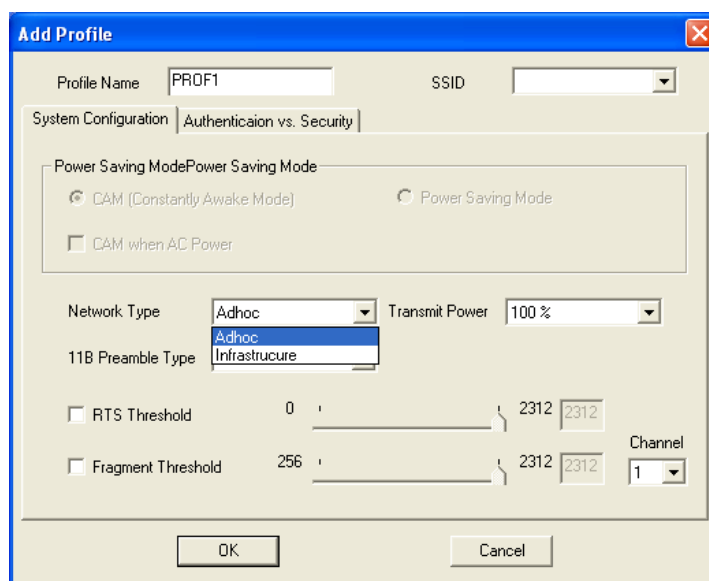 Add Profile
Profile Name PROF1 SSID
System Configuration Authenticaion vs. Security
Power Saving ModePower Saving Mode
CAM (Constantly Awake Mode) Power Saving Mode
CAM when AC Power
Network Type Adhoc Transmit Power 100 %
Adhoc
Infrastrucure
11B Preamble Type
RTS Threshold 0 2312 2312
Channel
Fragment Threshold 256 2312 2312 1
OK Cancel